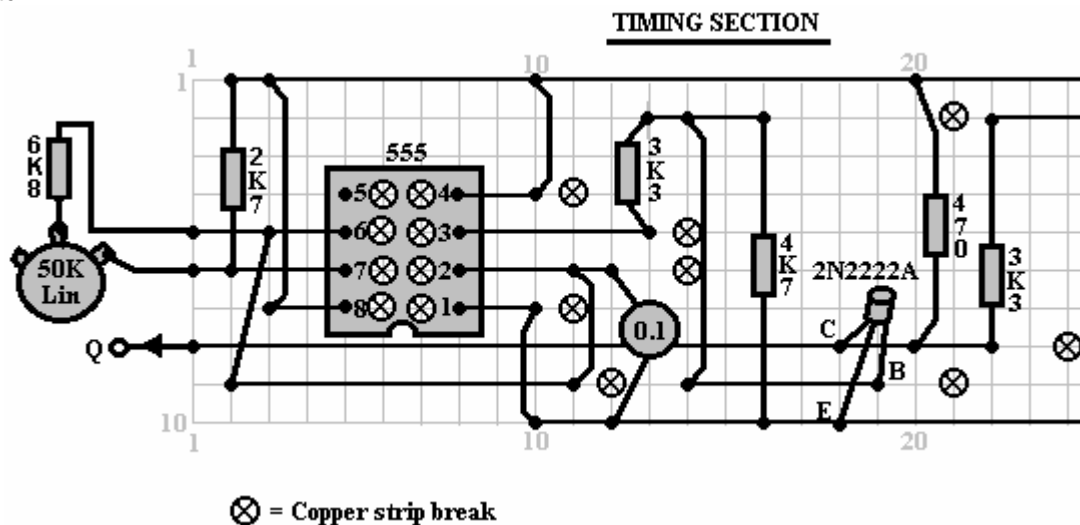 TIMING SECTION
1
10
20
1
6K8
2K7
555
3K3
5
4
6
3
7
2
8
1
50K
Lin
4K7
470
2N2222A
3K3
0.1
C
Q
B
E
10
1
10
20
= Copper strip break